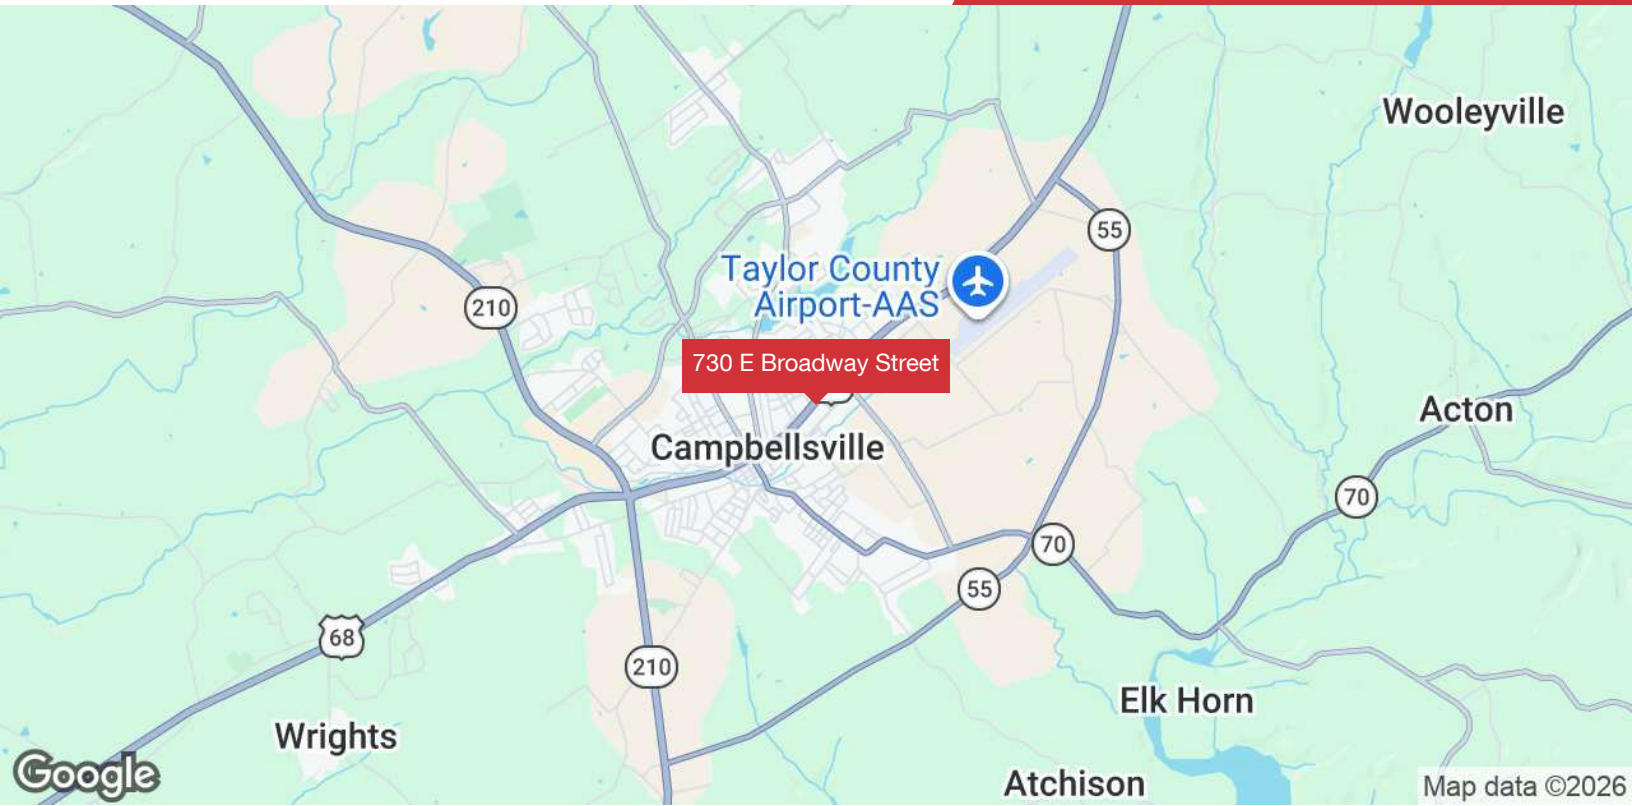 Wooleyville
55
Taylor County
Airport-AAS
210
730 E Broadway Street
Acton
Campbellsville
70
70
55
68
210
Elk Horn
Wrights
Google
Atchison
Map data ©2026